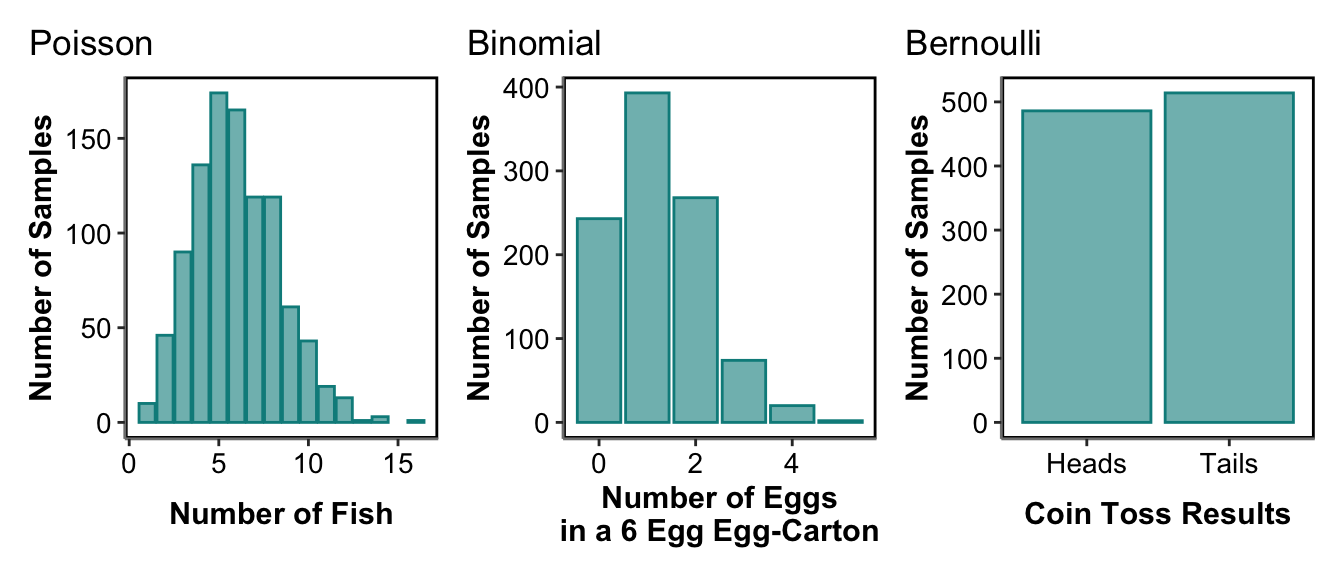 Poisson
Number of Samples
150
100
50
0
0 5 10 15
Number of Fish
Binomial
Number of Samples
400
300
200
100
0
0 2 4
Number of Eggs
in a 6 Egg Egg-Carton
Bernoulli
Number of Samples
500
400
300
200
100
0
Heads Tails
Coin Toss Results